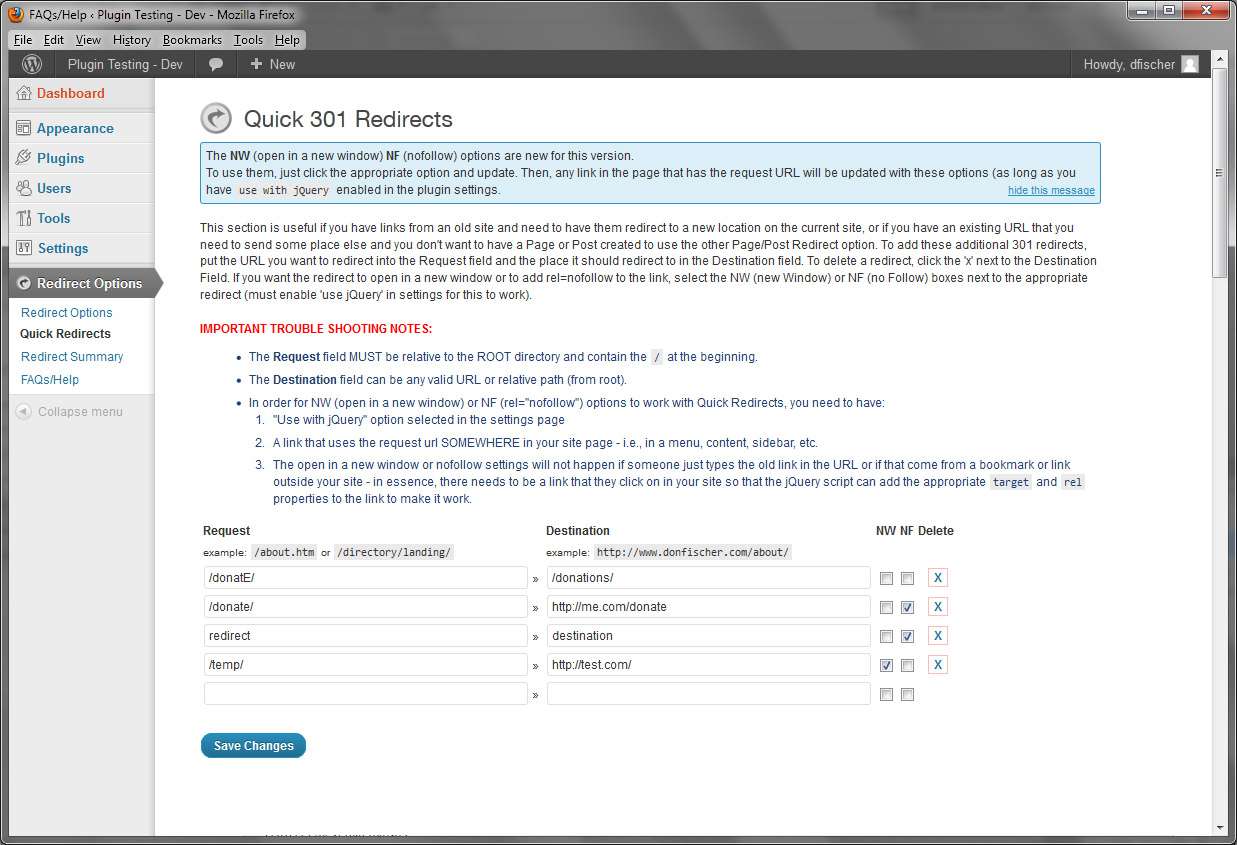 FAQs/Help ‹ Plugin Testing - Dev - Mozilla Firefox
File Edit View History Bookmarks Tools Help
Plugin Testing - Dev + New Howdy, dfischer
Dashboard
Appearance
Plugins
Users
Tools
Settings
Redirect Options
Redirect Options
Quick Redirects
Redirect Summary
FAQs/Help
Collapse menu
Quick 301 Redirects
The NW (open in a new window) NF (nofollow) options are new for this version.
To use them, just click the appropriate option and update. Then, any link in the page that has the request URL will be updated with these options (as long as you
have use with jQuery enabled in the plugin settings.
hide this message
This section is useful if you have links from an old site and need to have them redirect to a new location on the current site, or if you have an existing URL that you
need to send some place else and you don't want to have a Page or Post created to use the other Page/Post Redirect option. To add these additional 301 redirects,
put the URL you want to redirect into the Request field and the place it should redirect to in the Destination field. To delete a redirect, click the 'x' next to the Destination
Field. If you want the redirect to open in a new window or to add rel=nofollow to the link, select the NW (new Window) or NF (no Follow) boxes next to the appropriate
redirect (must enable 'use jQuery' in settings for this to work).
IMPORTANT TROUBLE SHOOTING NOTES:
• The Request field MUST be relative to the ROOT directory and contain the / at the beginning.
• The Destination field can be any valid URL or relative path (from root).
• In order for NW (open in a new window) or NF (rel="nofollow") options to work with Quick Redirects, you need to have:
1. "Use with jQuery" option selected in the settings page
2. A link that uses the request url SOMEWHERE in your site page - i.e., in a menu, content, sidebar, etc.
3. The open in a new window or nofollow settings will not happen if someone just types the old link in the URL or if that come from a bookmark or link
outside your site - in essence, there needs to be a link that they click on in your site so that the jQuery script can add the appropriate target and rel
properties to the link to make it work.
Request Destination NW NF Delete
example: /about.htm or /directory/landing/ example: http://www.donfischer.com/about/
/donatE/ » /donations/ X
/donate/ » http://me.com/donate X
redirect » destination X
/temp/ » http://test.com/ X
»
Save Changes